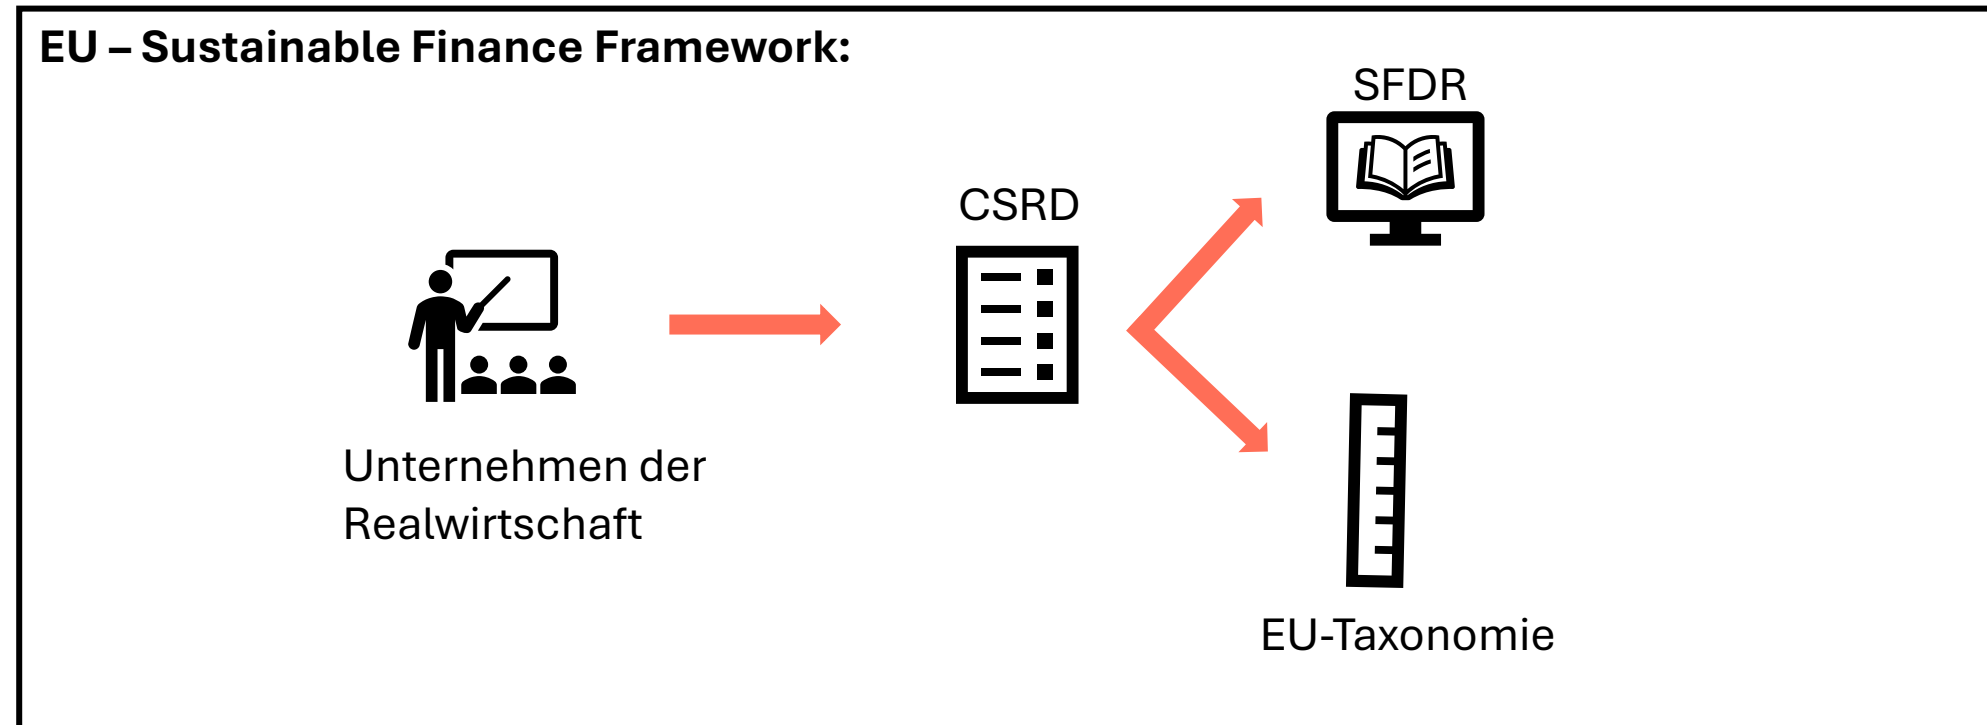 EU – Sustainable Finance Framework:
SFDR
CSRD
Unternehmen der
Realwirtschaft
EU-Taxonomie